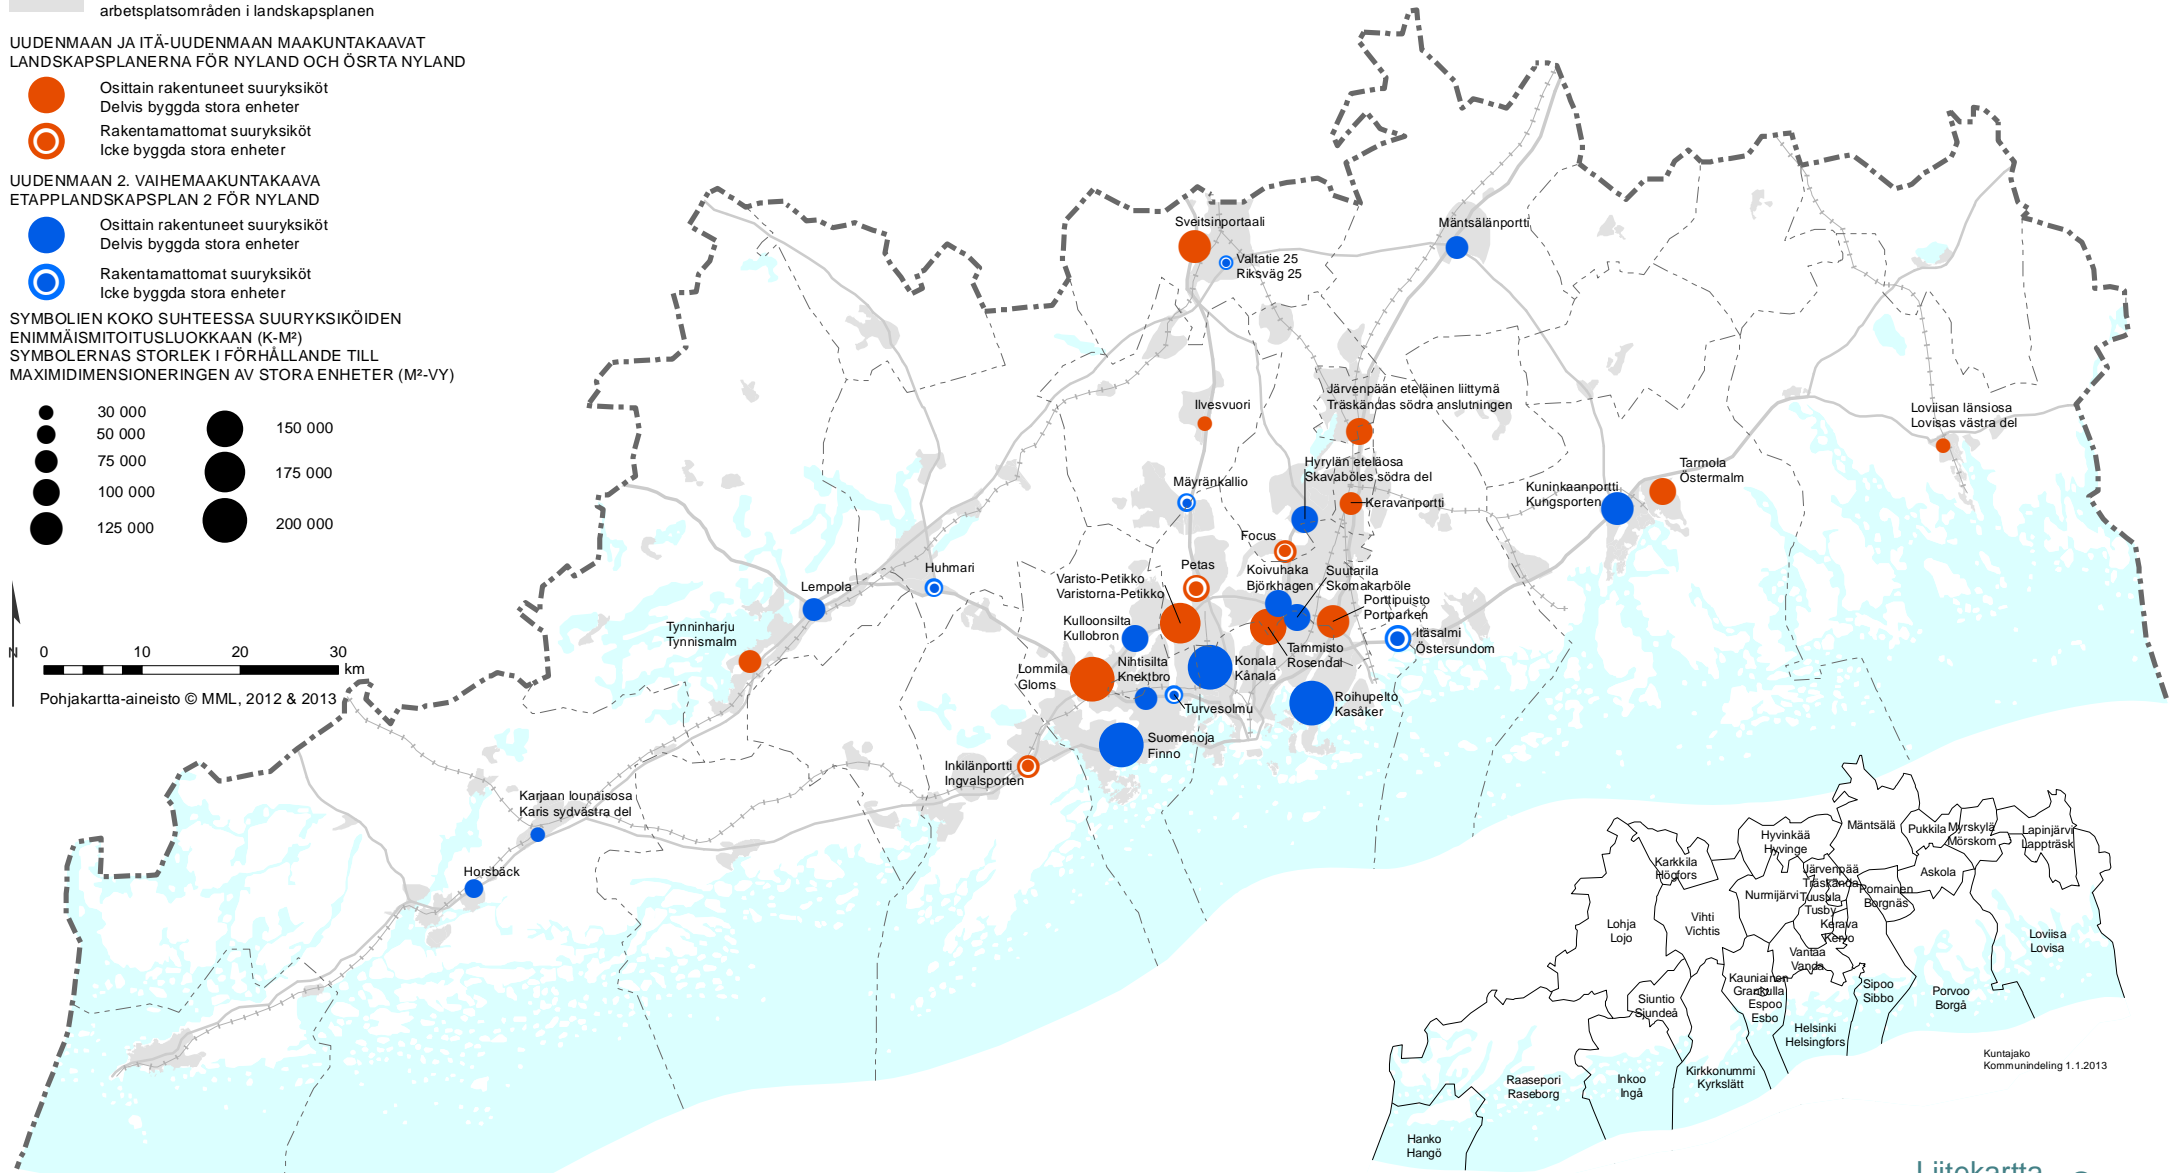 arbetsplatsområden i landskapsplanen
UUDENMAAN JA ITÄ-UUDENMAAN MAAKUNTAKAAVAT
LANDSKAPSPLANERNA FÖR NYLAND OCH ÖSRTA NYLAND
Osittain rakentuneet suuryksiköt
Delvis byggda stora enheter
Rakentamattomat suuryksiköt
Icke byggda stora enheter
UUDENMAAN 2. VAIHEMAAKUNTAKAAVA
ETAPPLANDSKAPSPLAN 2 FÖR NYLAND
Osittain rakentuneet suuryksiköt
Delvis byggda stora enheter
Rakentamattomat suuryksiköt
Icke byggda stora enheter
SYMBOLIEN KOKO SUHTEESSA SUURYKSIKÖIDEN
ENIMMÄISMITOITUSLUOKKAAN (K-M²)
SYMBOLERNAS STORLEK I FÖRHÅLLANDE TILL
MAXIMIDIMENSIONERINGEN AV STORA ENHETER (M²-VY)
30 000
50 000
75 000
100 000
125 000
150 000
175 000
200 000
N
0 10 20 30
km
Pohjakartta-aineisto © MML, 2012 & 2013
Sveitsinportaali
Valtatie 25
Riksväg 25
Mäntsälänportti
Järvenpään eteläinen liittymä
Träskändas södra anslutningen
Ilvesvuori
Loviisan länsiosa
Lovisas västra del
Hyrylän eteläosa
Skavaböles södra del
Mäyränkallio
Keravanportti
Tarmola
Östermalm
Kuninkaanportti
Kungsporten
Focus
Petas
Koivuhaka
Björkhagen
Suutarila
Skomakarböle
Porttipuisto
Portparken
Huhmari
Lempola
Varisto-Petikko
Varistorna-Petikko
Kulloonsilta
Kullobron
Tynninharju
Tynnismalm
Itäsalmi
Östersundom
Tammisto
Rosendal
Lommila
Gloms
Nihtisilta
Knektbro
Konala
Kånala
Turvesolmu
Roihupelto
Kasåker
Suomenoja
Finno
Inkilänportti
Ingvalsporten
Karjaan lounaisosa
Karis sydvästra del
Horsbäck
Mäntsälä
Pukkila
Myrskylä
Mörskom
Lapinjärvi
Lappträsk
Hyvinkää
Hyvinge
Karkkila
Högfors
Järvenpää
Träskända
Askola
Nurmijärvi
Tuusula
Tusby
Pornainen
Borgnäs
Kerava
Kervo
Lohja
Lojo
Vihti
Vichtis
Loviisa
Lovisa
Vantaa
Vanda
Kauniainen
Grankulla
Espoo
Esbo
Sipoo
Sibbo
Porvoo
Borgå
Siuntio
Sjundeå
Helsinki
Helsingfors
Kirkkonummi
Kyrkslätt
Inkoo
Ingå
Raasepori
Raseborg
Hanko
Hangö
Kuntajako
Kommunindeling 1.1.2013
Liitekartta